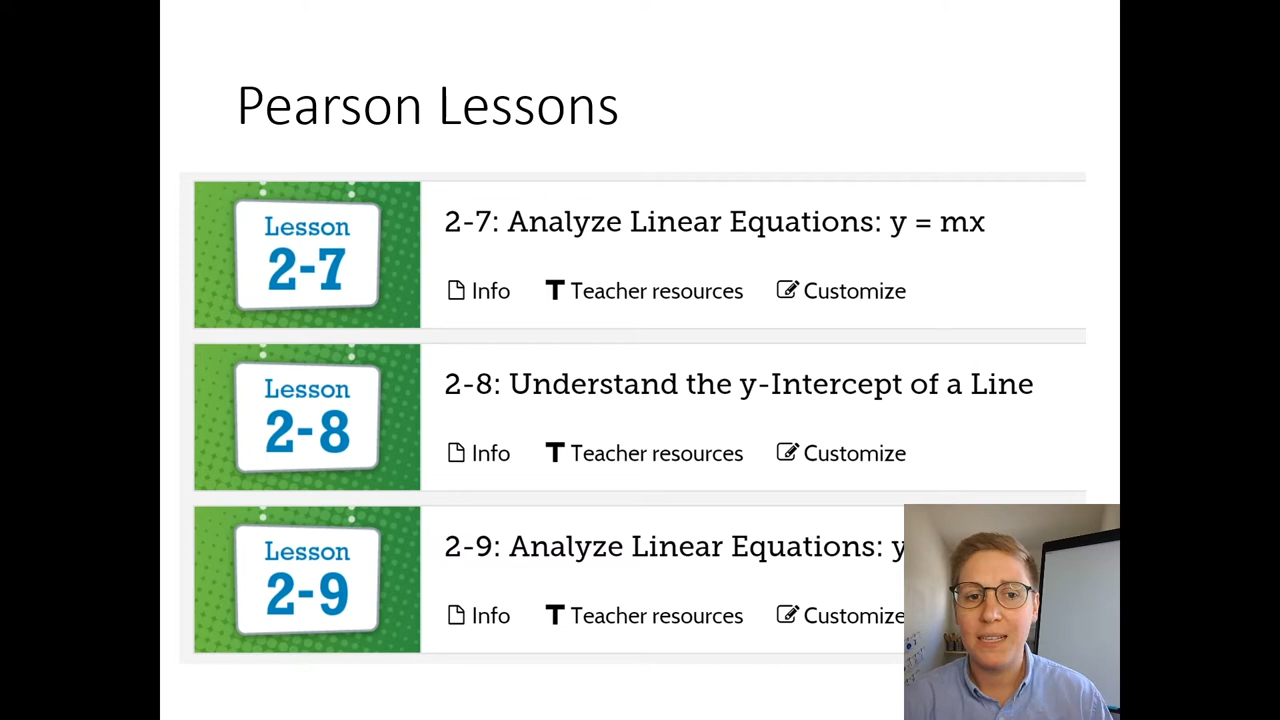 Pearson Lessons
Lesson
2-7
2-7: Analyze Linear Equations: y = mx
Info
T Teacher resources
Customize
Lesson
2-8
2-8: Understand the y-Intercept of a Line
Info
T Teacher resources
Customize
Lesson
2-9
2-9: Analyze Linear Equations: y
Info
T Teacher resources
Customize